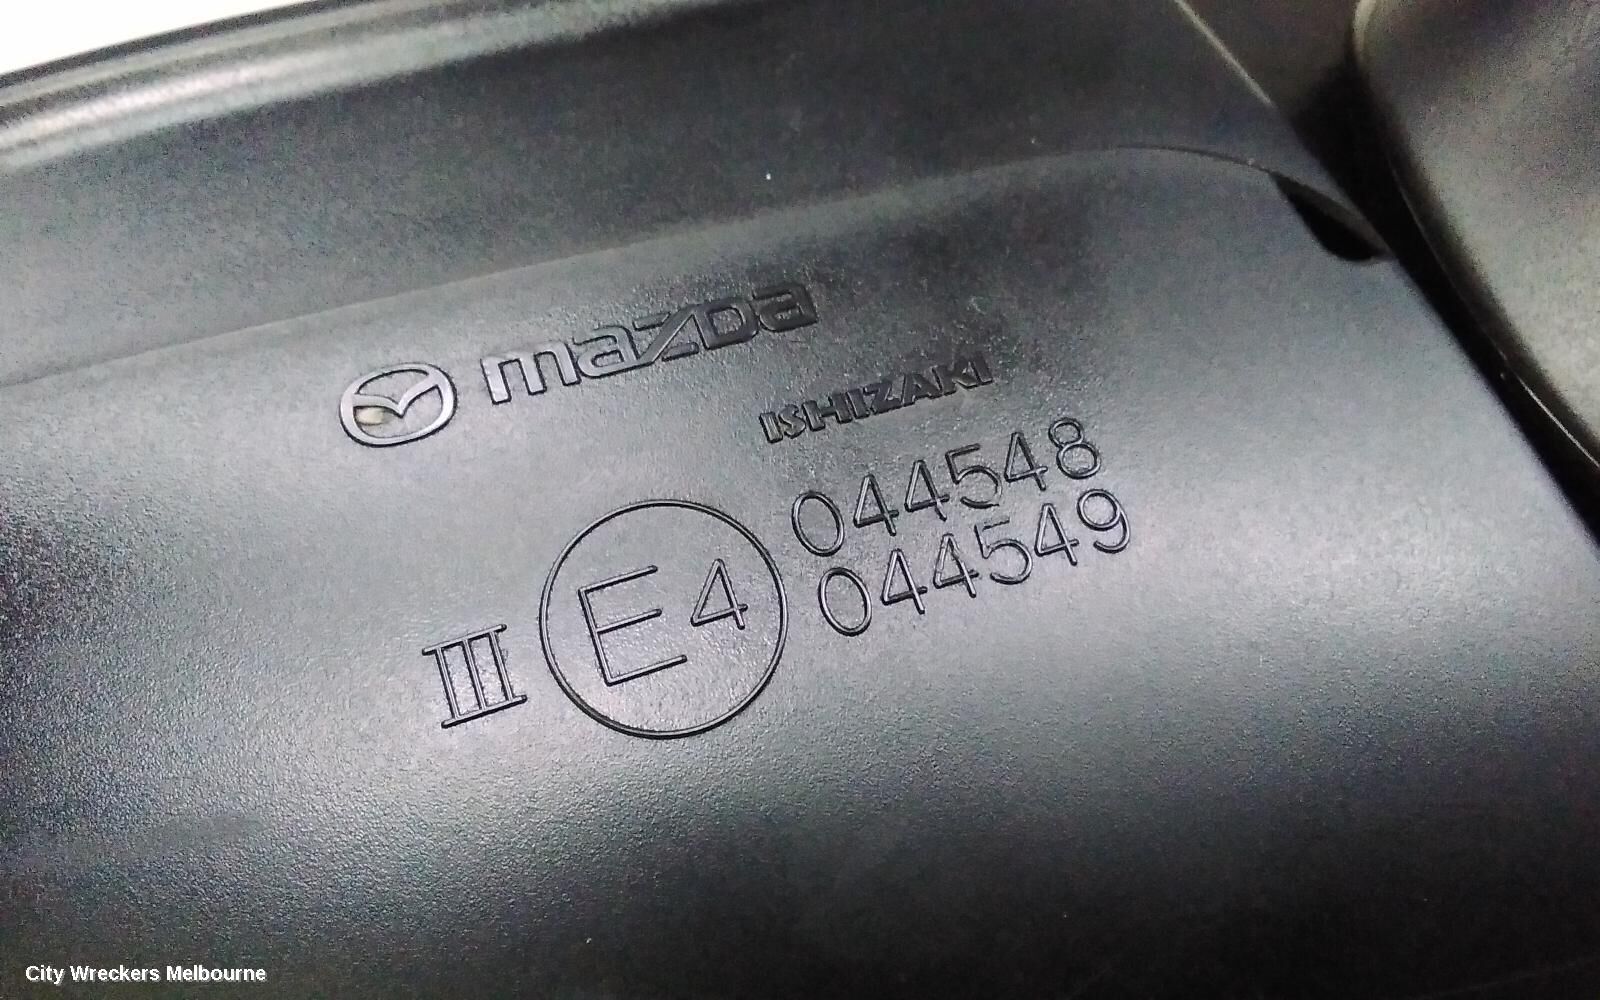 mazda
ISHIZAKI
044548
044549
III E4
City Wreckers Melbourne